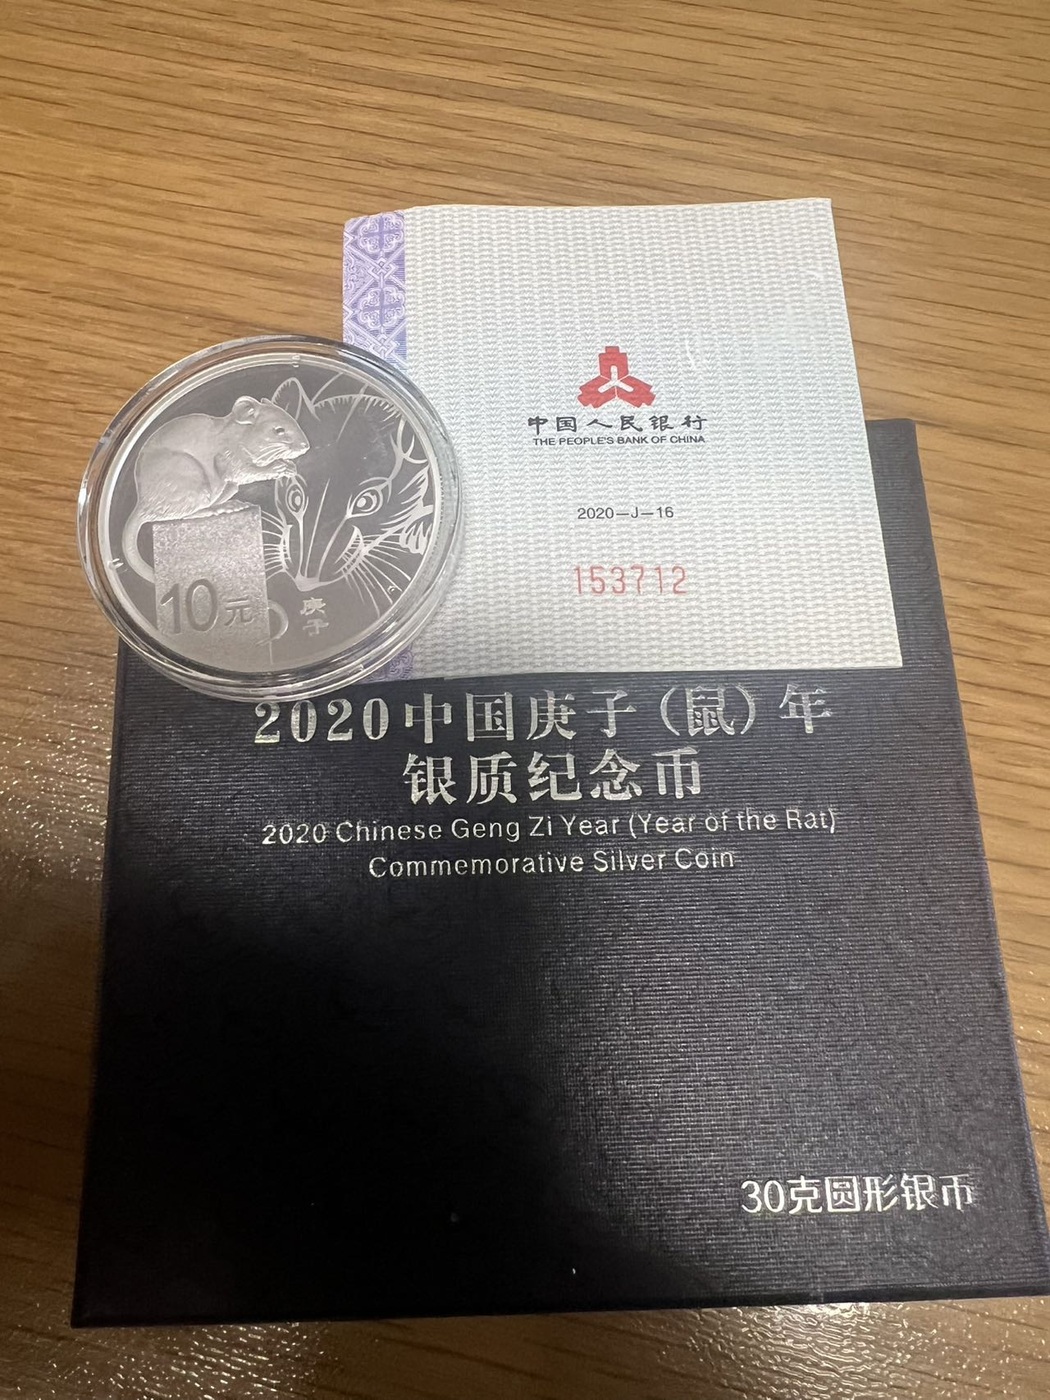 中国人民银行
THE PEOPLE'S BANK OF CHINA
2020-J-16
153712
10元
庚子
2020中国庚子(鼠)年
银质纪念币
2020 Chinese Geng Zi Year (Year of the Rat)
Commemorative Silver Coin
30克圆形银币